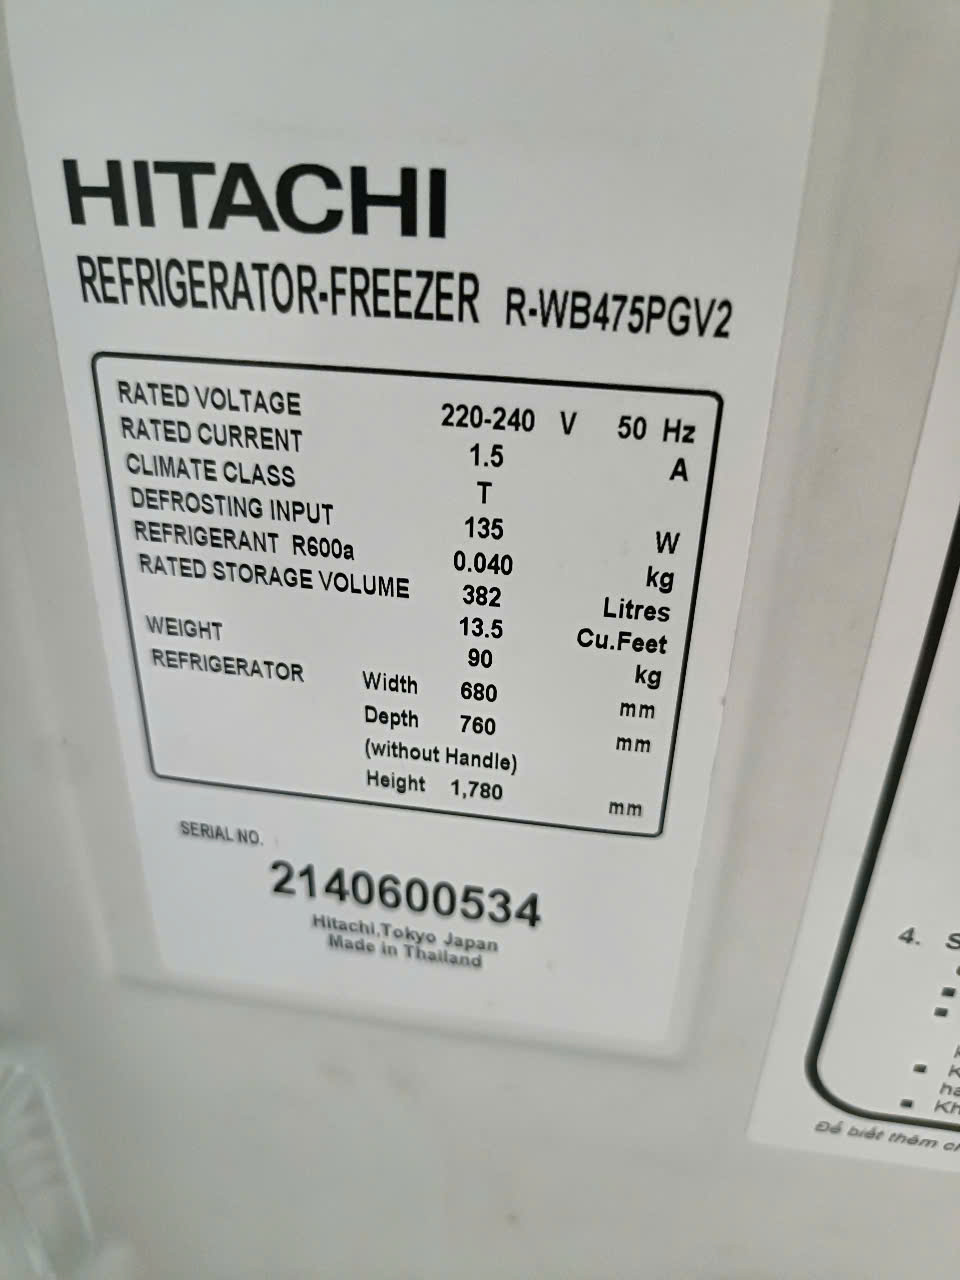 HITACHI
REFRIGERATOR-FREEZER R-WB475PGV2
RATED VOLTAGE 220-240 V 50 Hz
RATED CURRENT 1.5 A
CLIMATE CLASS T
DEFROSTING INPUT 135 W
REFRIGERANT R600a 0.040 kg
RATED STORAGE VOLUME 382 Litres
13.5 Cu.Feet
WEIGHT 90 kg
REFRIGERATOR Width 680 mm
Depth 760 mm
(without Handle)
Height 1,780 mm
SERIAL NO.
2140600534
Hitachi,Tokyo Japan
Made in Thailand
4.
Để biết thêm